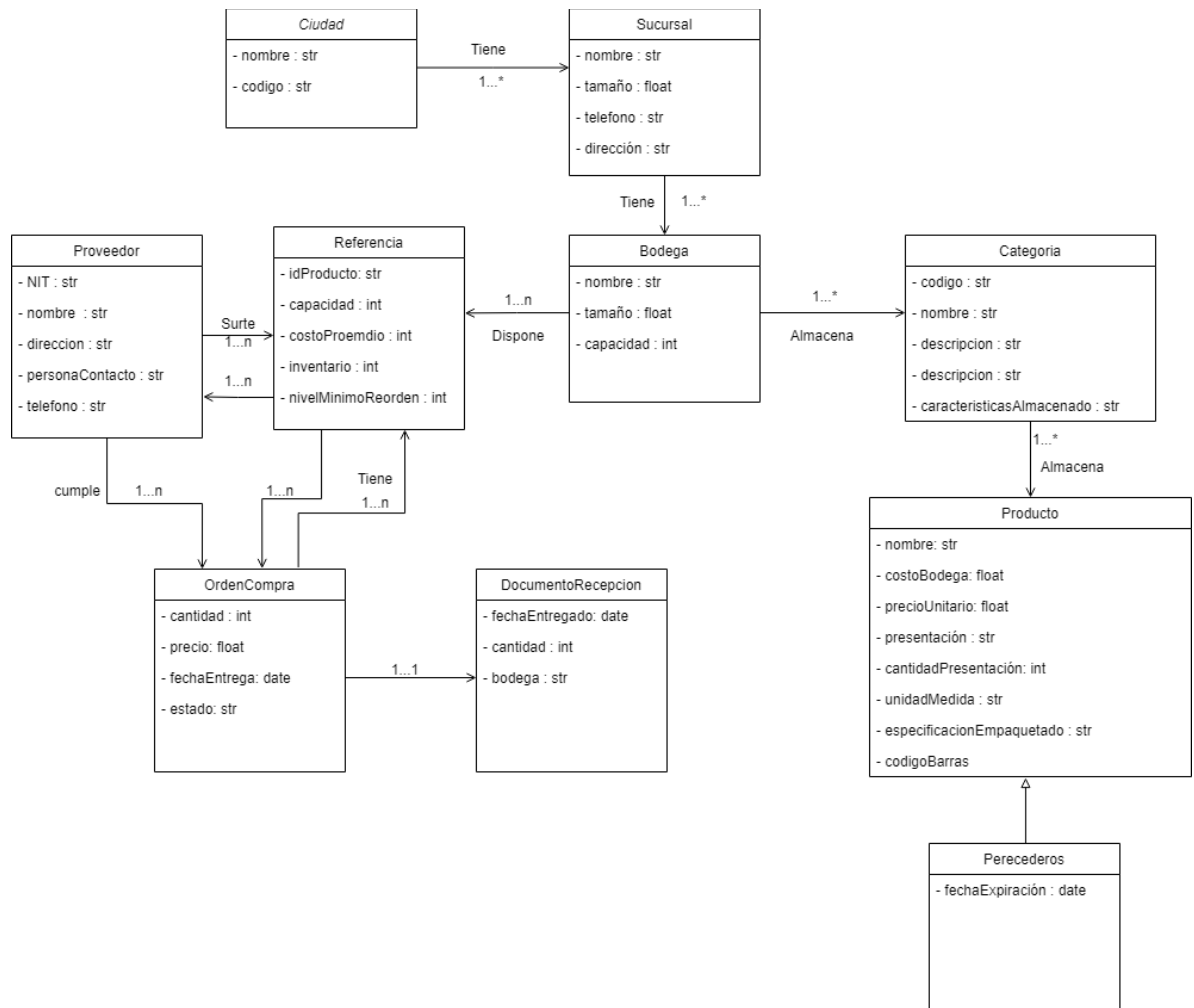 Ciudad
- nombre : str
- codigo : str
Tiene
1...*
Sucursal
- nombre : str
- tamaño : float
- telefono : str
- dirección : str
Tiene
1...*
Proveedor
- NIT : str
- nombre : str
- direccion : str
- personaContacto : str
- telefono : str
Surte
1...n
1...n
Referencia
- idProducto: str
- capacidad : int
- costoProemdio : int
- inventario : int
- nivelMinimoReorden : int
1...n
Dispone
Bodega
- nombre : str
- tamaño : float
- capacidad : int
1...*
Almacena
Categoria
- codigo : str
- nombre : str
- descripcion : str
- descripcion : str
- caracteristicasAlmacenado : str
1...*
Almacena
cumple
1...n
1...n
Tiene
1...n
OrdenCompra
- cantidad : int
- precio: float
- fechaEntrega: date
- estado: str
1...1
DocumentoRecepcion
- fechaEntregado: date
- cantidad : int
- bodega : str
Producto
- nombre: str
- costoBodega: float
- precioUnitario: float
- presentación : str
- cantidadPresentación: int
- unidadMedida : str
- especificacionEmpaquetado : str
- codigoBarras
Perecederos
- fechaExpiración : date